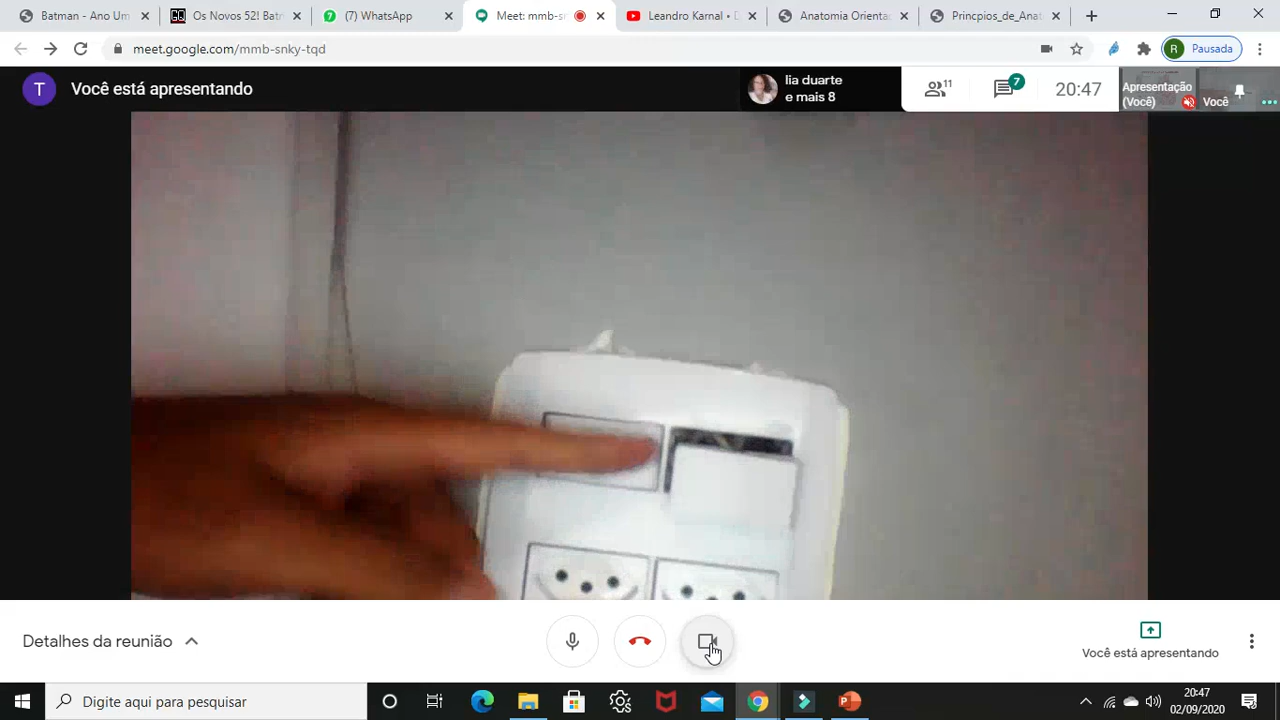 Batman - Ano Um
Os Novos 52! Batm
(7) WhatsApp
Meet: mmb-sn
Leandro Karnal - D
Anatomia Orienta
Princpios_de_Anat
meet.google.com/mmb-snky-tqd
R
Pausada
T
Você está apresentando
lia duarte
e mais 8
11
7
20:47
Apresentação
(Você)
Você
Detalhes da reunião
Você está apresentando
Digite aqui para pesquisar
20:47
02/09/2020